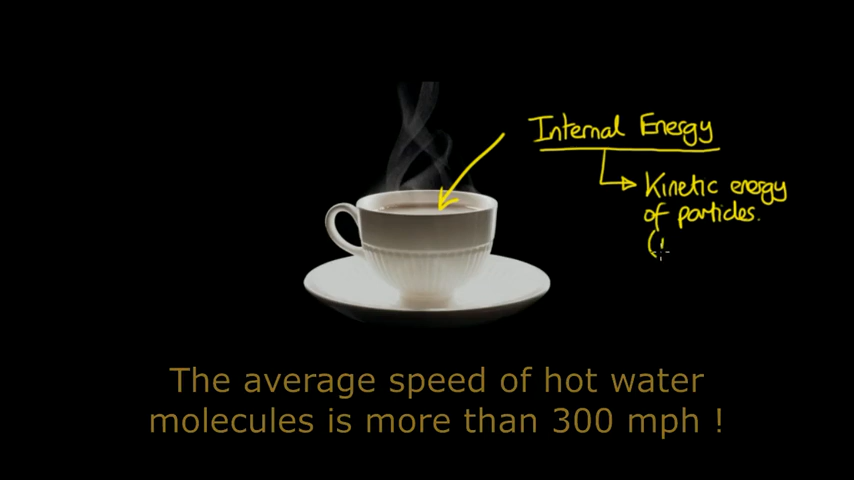 Internal Energy
Kinetic energy
of particles.
(
The average speed of hot water
molecules is more than 300 mph !